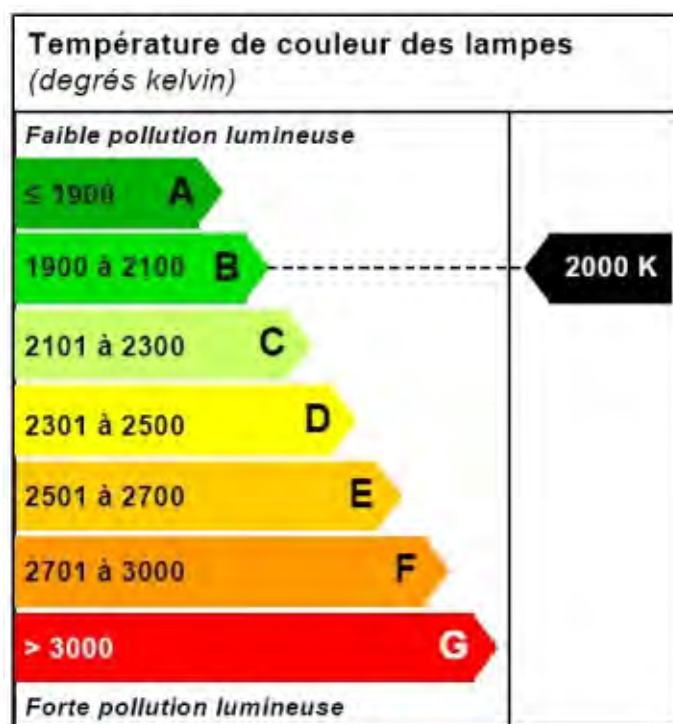 Température de couleur des lampes
(degrés kelvin)
Faible pollution lumineuse
≤ 1900 A
1900 à 2100 B 2000 K
2101 à 2300 C
2301 à 2500 D
2501 à 2700 E
2701 à 3000 F
> 3000 G
Forte pollution lumineuse